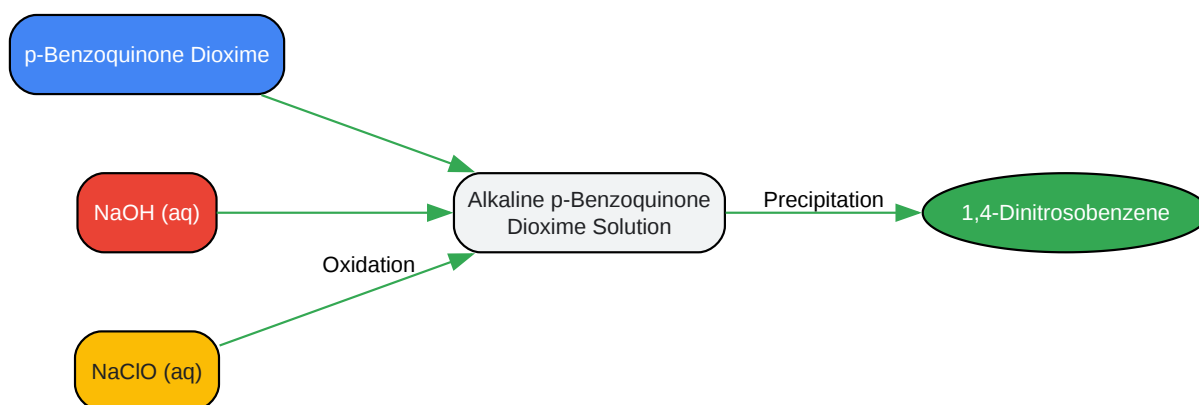 p-Benzoquinone Dioxime
NaOH (aq)
Alkaline p-Benzoquinone
Dioxime Solution
Precipitation
1,4-Dinitrosobenzene
Oxidation
NaClO (aq)